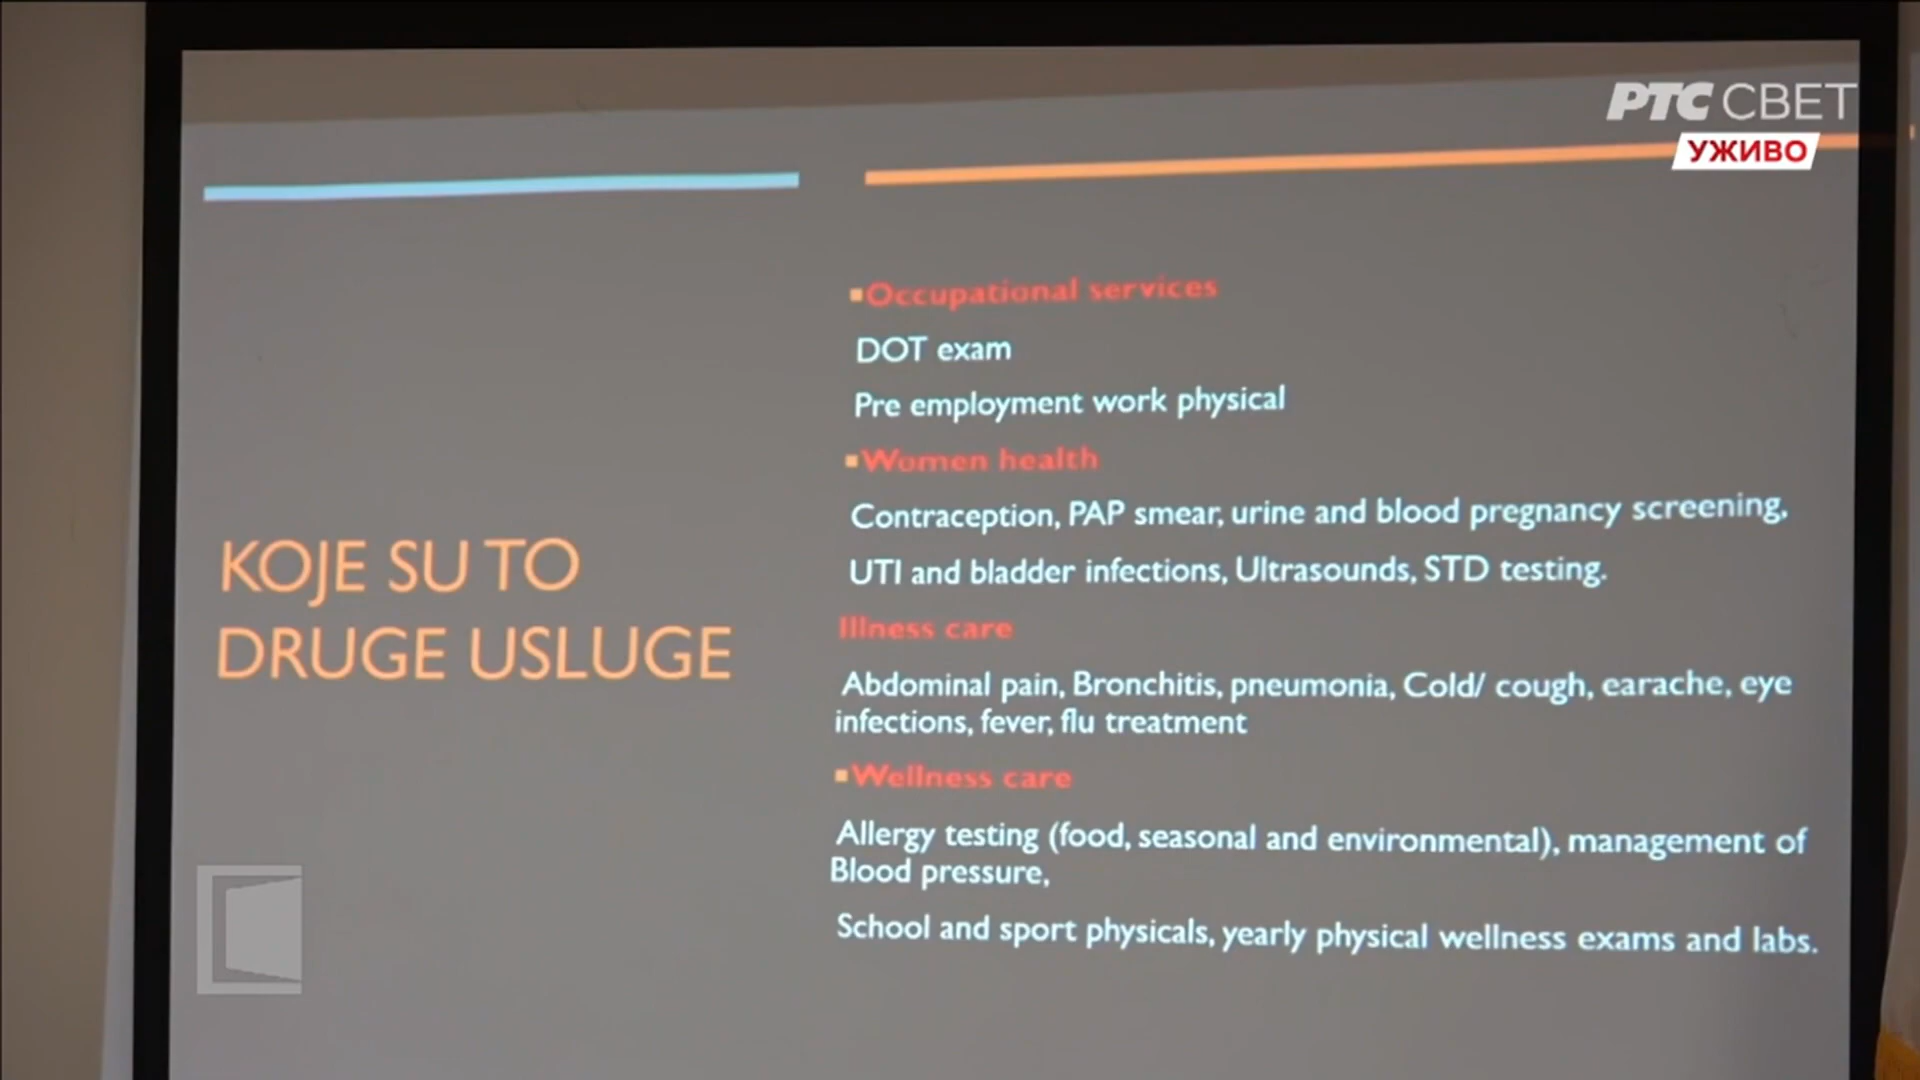 РТС СВЕТ
УЖИВО
KOJE SU TO
DRUGE USLUGE
▪Occupational services
DOT exam
Pre employment work physical
▪Women health
Contraception, PAP smear, urine and blood pregnancy screening,
UTI and bladder infections, Ultrasounds, STD testing.
Illness care
Abdominal pain, Bronchitis, pneumonia, Cold/ cough, earache, eye
infections, fever, flu treatment
▪Wellness care
Allergy testing (food, seasonal and environmental), management of
Blood pressure,
School and sport physicals, yearly physical wellness exams and labs.